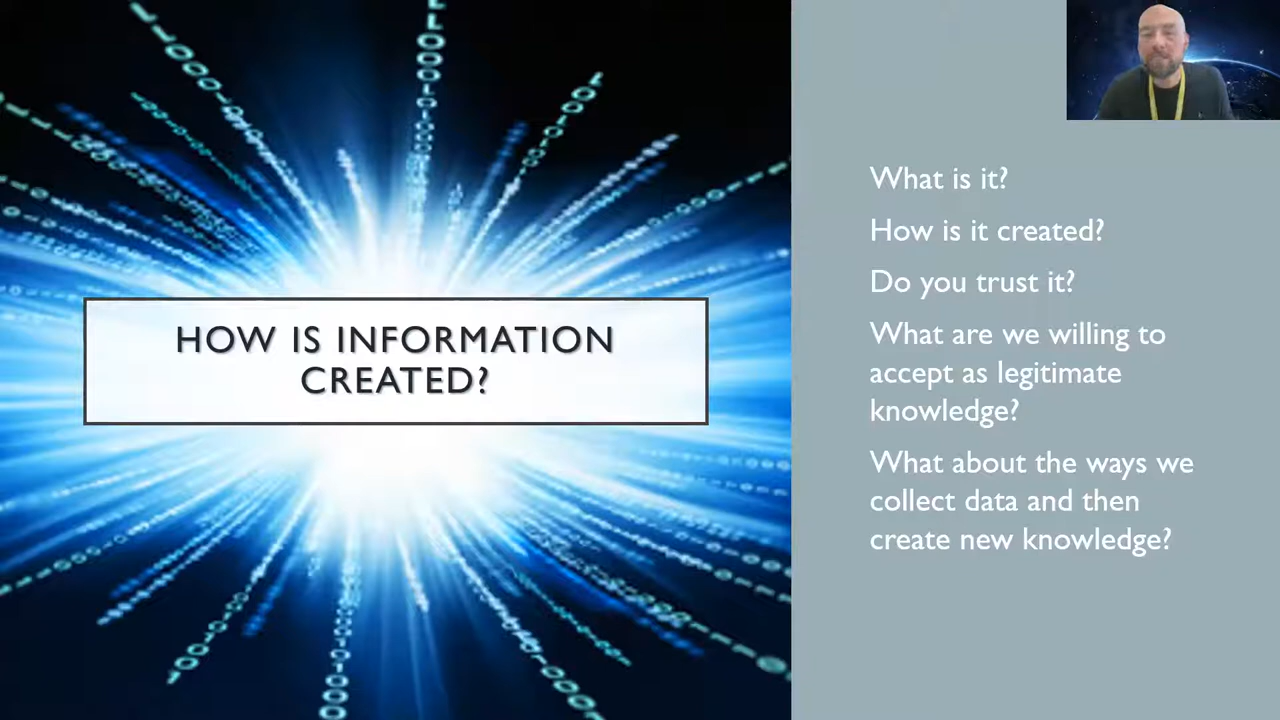 HOW IS INFORMATION
CREATED?
What is it?
How is it created?
Do you trust it?
What are we willing to
accept as legitimate
knowledge?
What about the ways we
collect data and then
create new knowledge?